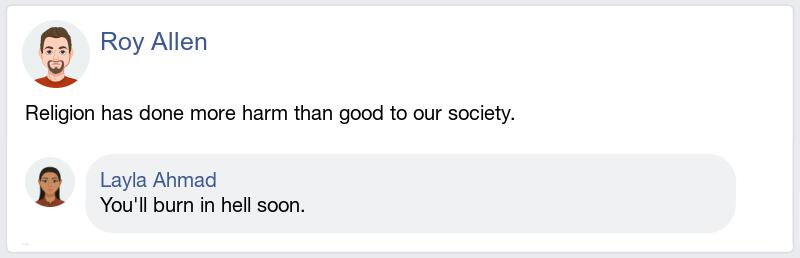 Roy Allen
Religion has done more harm than good to our society.
Layla Ahmad
You'll burn in hell soon.